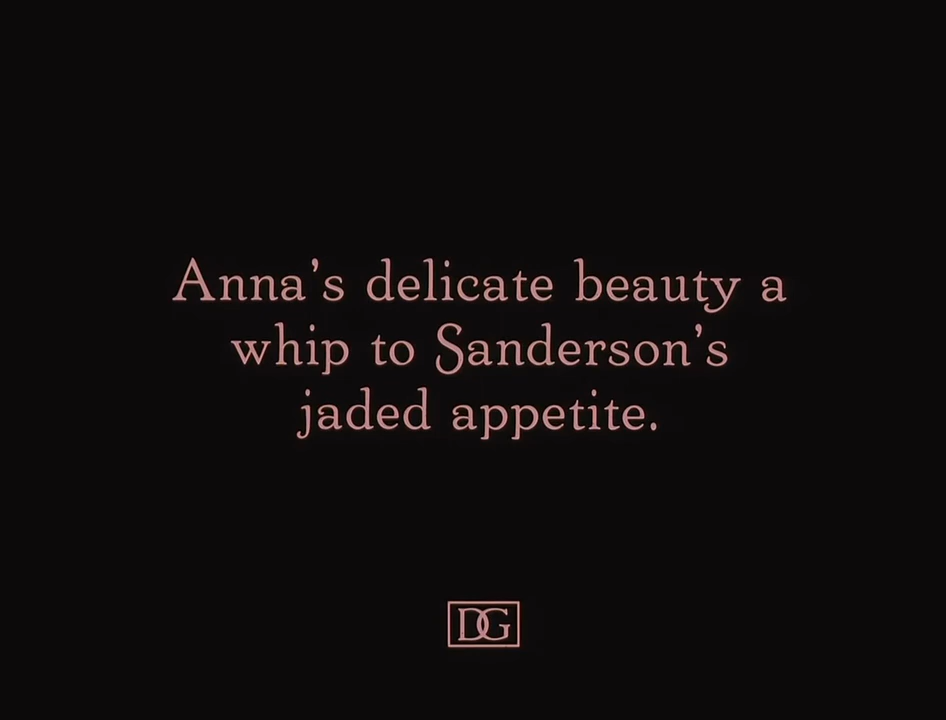 Anna’s delicate beauty a
whip to Sanderson’s
jaded appetite.
DG